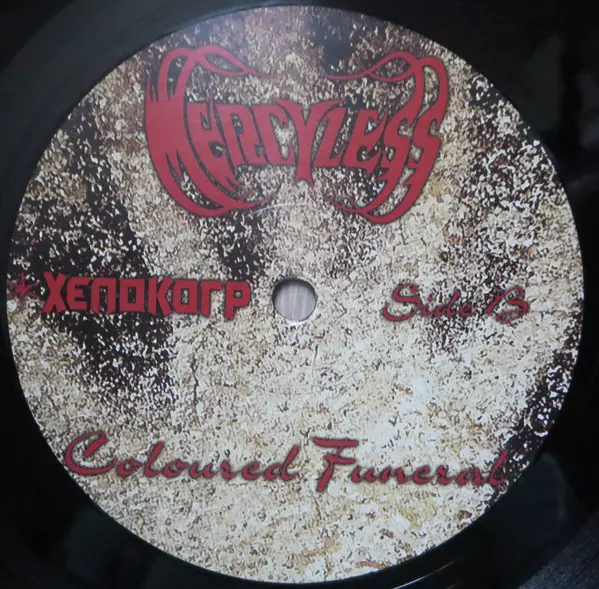 MERCYLESS
* XENOKORP Side B
Coloured Funeral